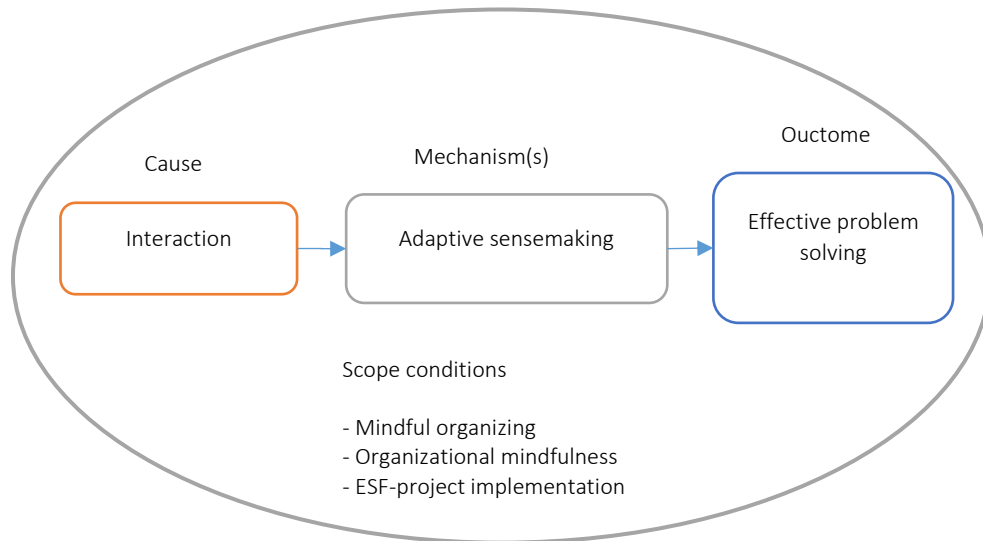 Cause
Mechanism(s)
Ouctome
Interaction
Adaptive sensemaking
Effective problem
solving
Scope conditions
- Mindful organizing
- Organizational mindfulness
- ESF-project implementation